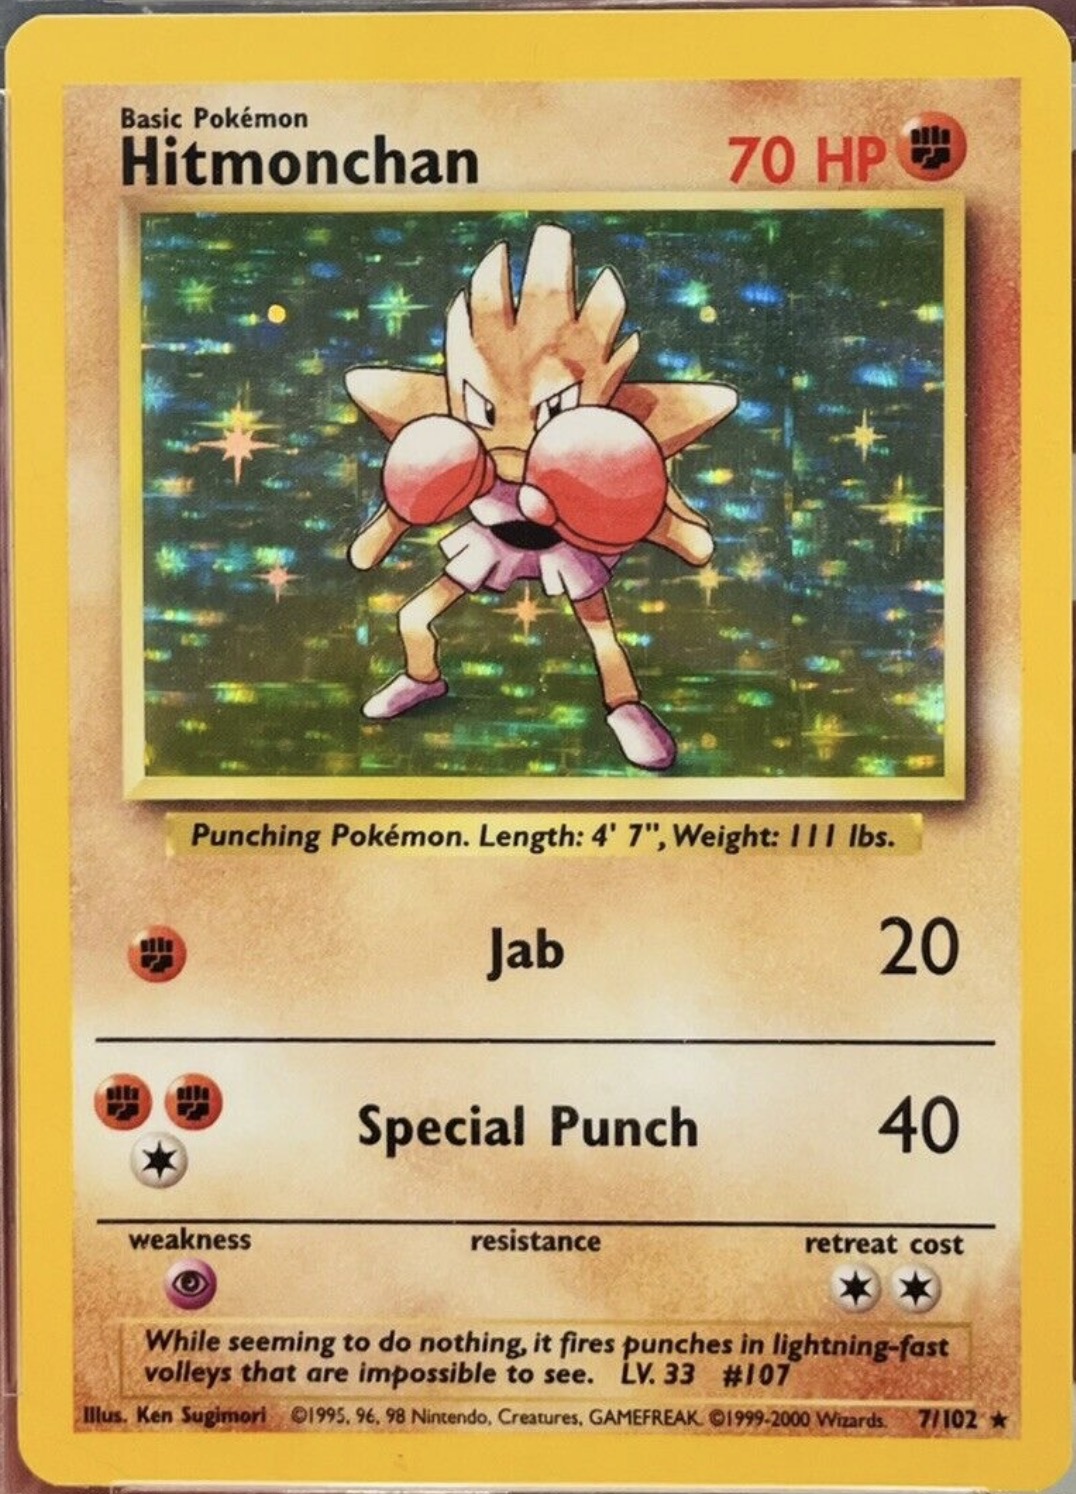 Basic Pokémon
Hitmonchan 70 HP
Punching Pokémon. Length: 4' 7", Weight: 111 lbs.
Jab 20
Special Punch 40
weakness resistance retreat cost
While seeming to do nothing, it fires punches in lightning-fast
volleys that are impossible to see. LV. 33 #107
Illus. Ken Sugimori ©1995, 96, 98 Nintendo, Creatures, GAMEFREAK. ©1999-2000 Wizards. 7/102 ★